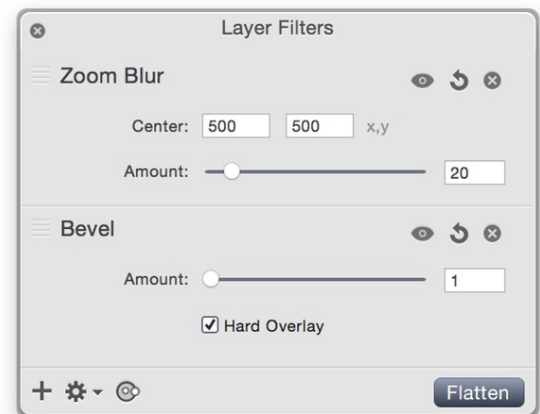 Layer Filters
Zoom Blur
Center: 500 500 x,y
Amount: 20
Bevel
Amount: 1
Hard Overlay
Flatten